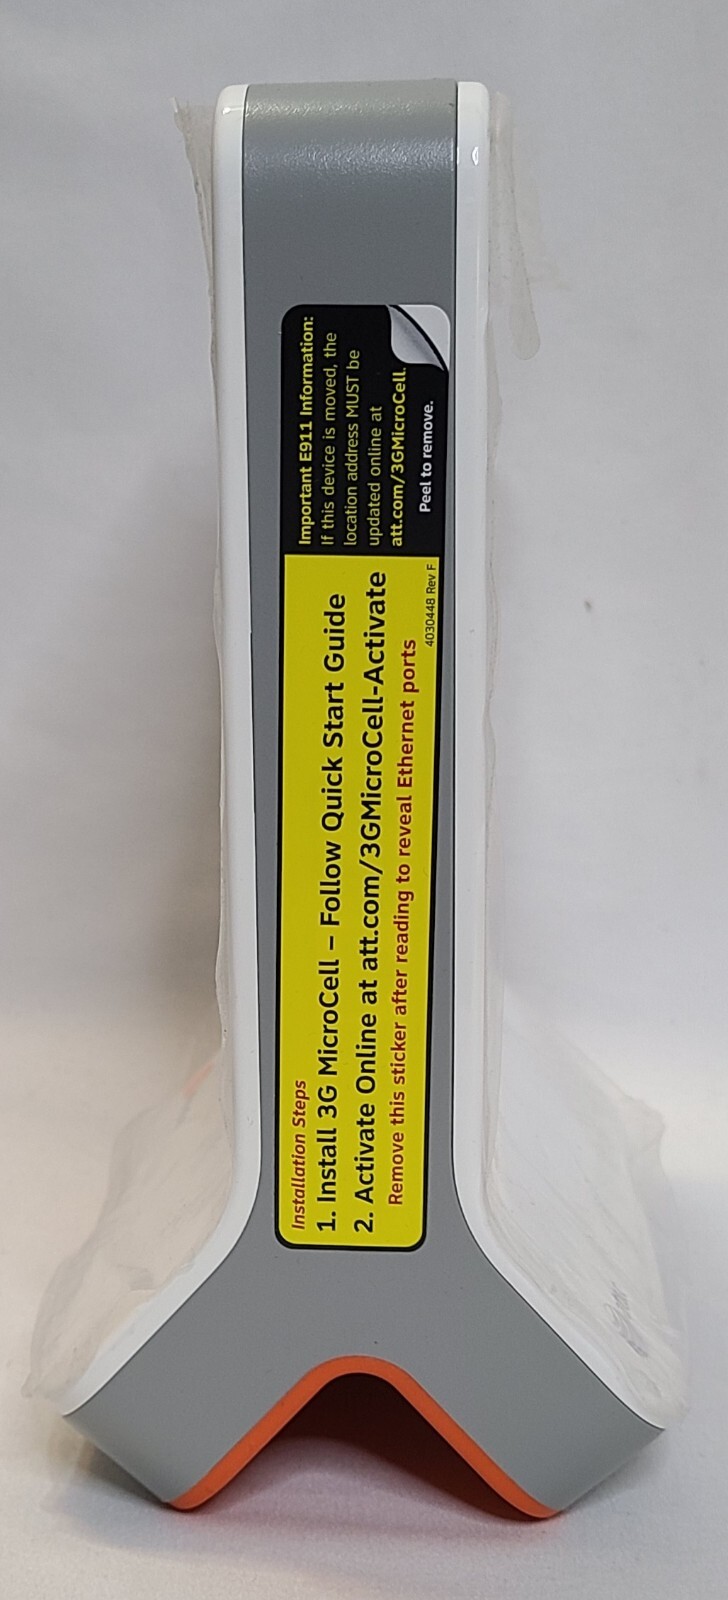 Installation Steps
1. Install 3G MicroCell – Follow Quick Start Guide
2. Activate Online at att.com/3GMicroCell-Activate
Remove this sticker after reading to reveal Ethernet ports
4030448 Rev F
Important E911 Information:
If this device is moved, the
location address MUST be
updated online at
att.com/3GMicroCell.
Peel to remove.